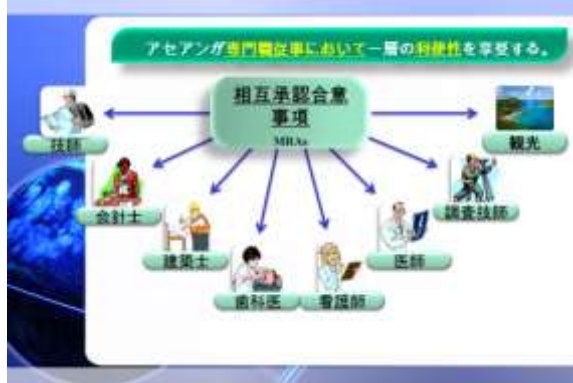 アセアンが専門職従事において一層の利便性を享受する。
相互承認合意
事項
MRAs
技師
観光
会計士
調査技師
建築士
医師
歯科医
看護師